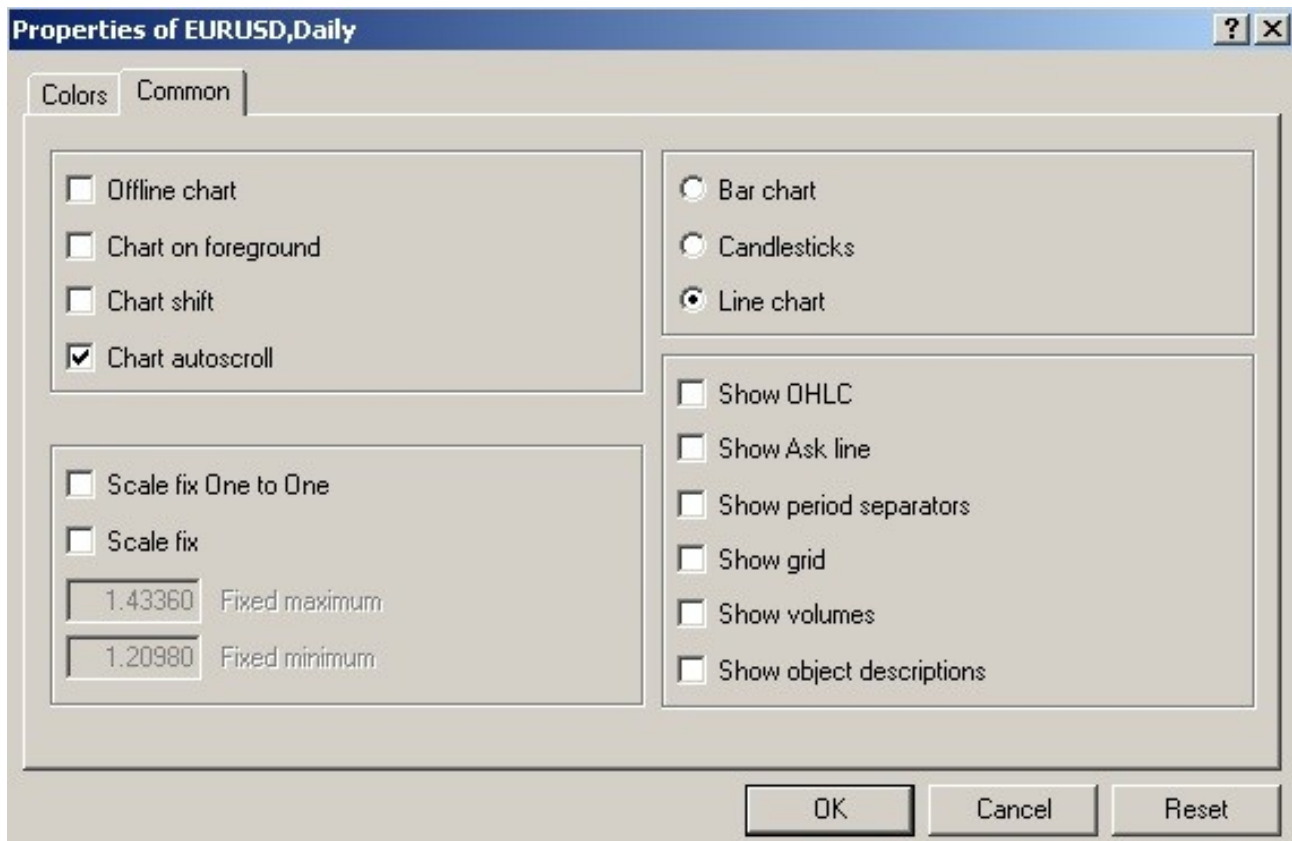 Properties of EURUSD,Daily
Colors
Common
Offline chart
Chart on foreground
Chart shift
Chart autoscroll
Scale fix One to One
Scale fix
1.43360 Fixed maximum
1.20980 Fixed minimum
Bar chart
Candlesticks
Line chart
Show OHLC
Show Ask line
Show period separators
Show grid
Show volumes
Show object descriptions
OK
Cancel
Reset